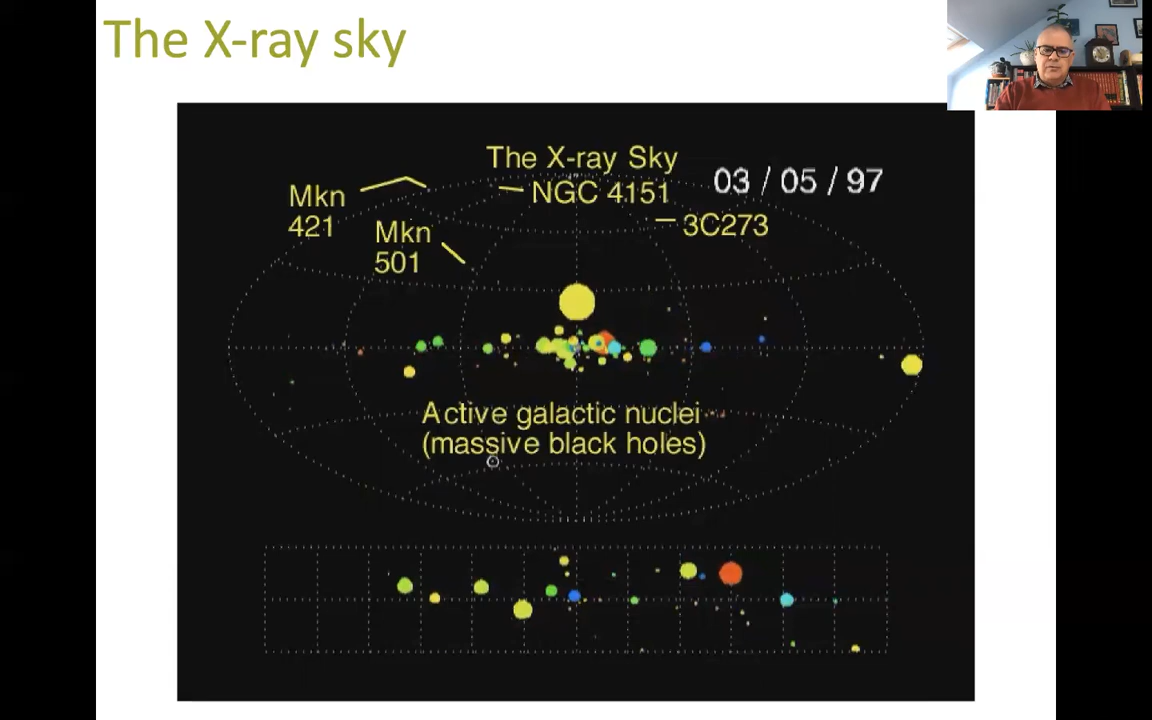 The X-ray sky
The X-ray Sky
03 / 05 / 97
Mkn
421
NGC 4151
Mkn
501
3C273
Active galactic nuclei
(massive black holes)